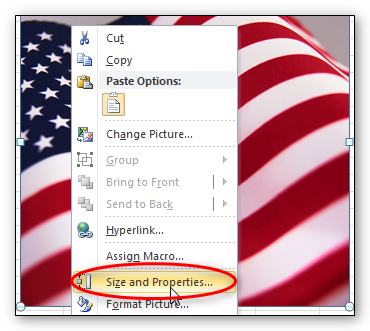 Cut
Copy
Paste Options:
Change Picture...
Group
Bring to Front
Send to Back
Hyperlink...
Assign Macro...
Size and Properties...
Format Picture...